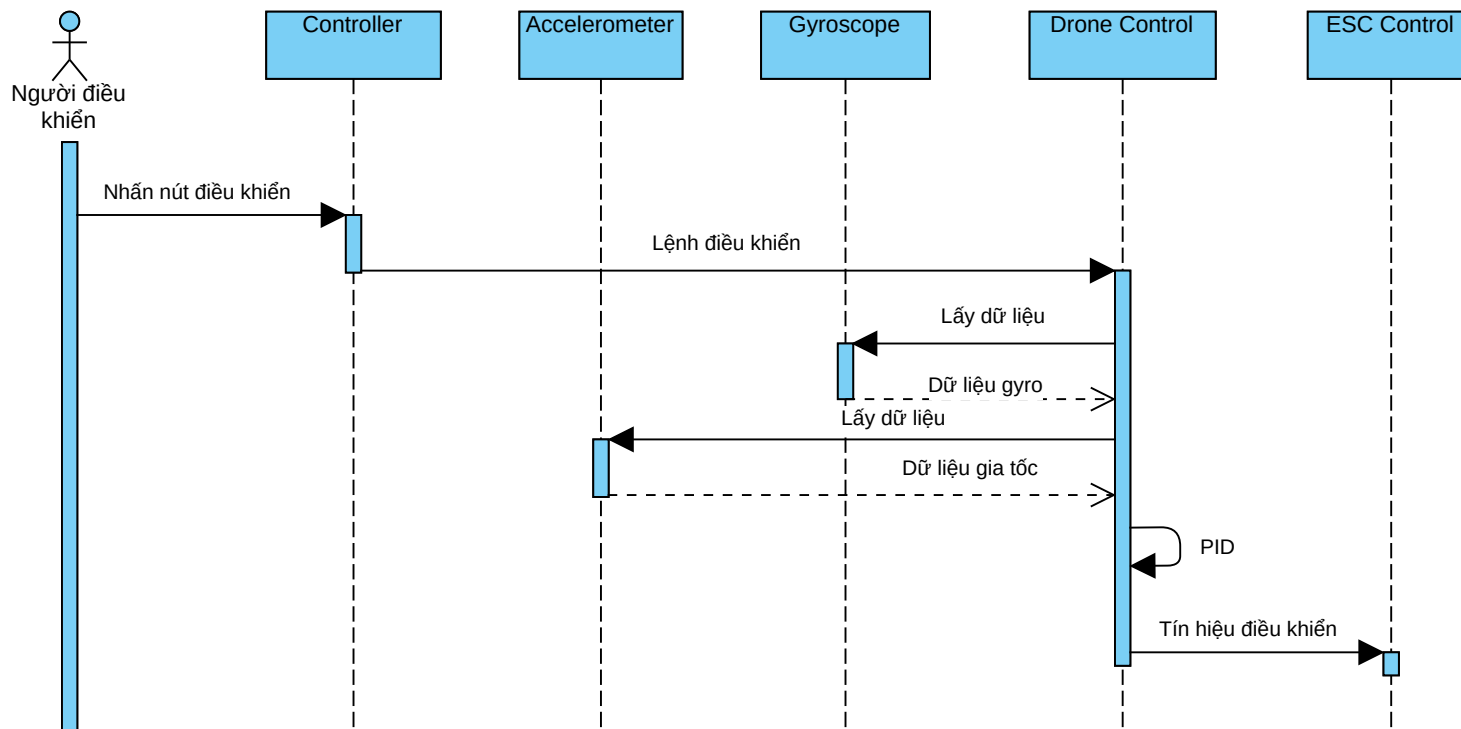 Controller
Accelerometer
Gyroscope
Drone Control
ESC Control
Người điều
khiển
Nhấn nút điều khiển
Lệnh điều khiển
Lấy dữ liệu
Dữ liệu gyro
Lấy dữ liệu
Dữ liệu gia tốc
PID
Tín hiệu điều khiển